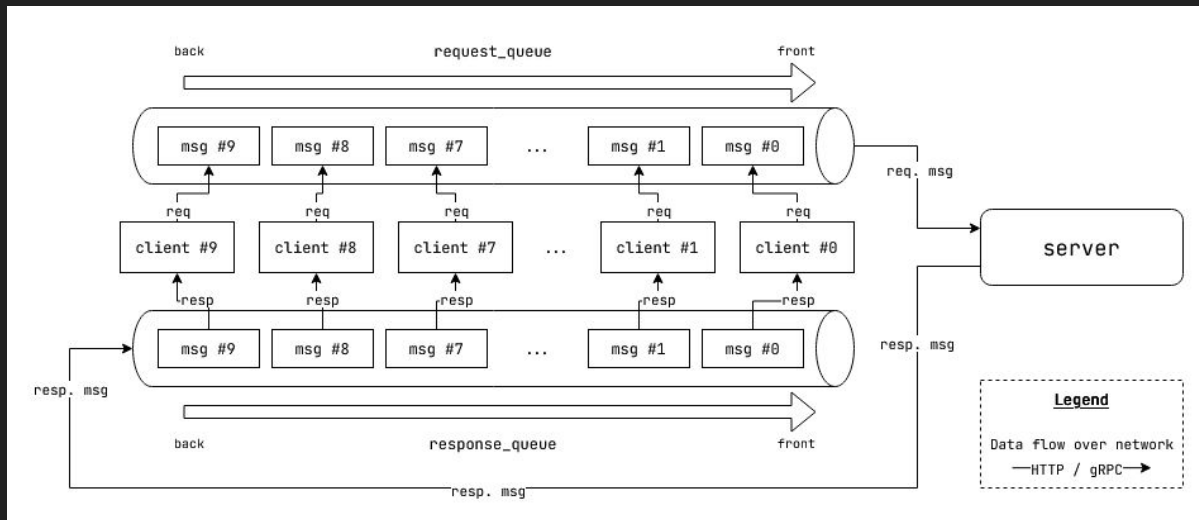 back request_queue front
msg #9 msg #8 msg #7 ... msg #1 msg #0
req. msg
req req req req req
client #9 client #8 client #7 ... client #1 client #0
server
resp resp resp resp resp
msg #9 msg #8 msg #7 ... msg #1 msg #0
resp. msg
resp. msg
back response_queue front
resp. msg
Legend
Data flow over network
HTTP / gRPC